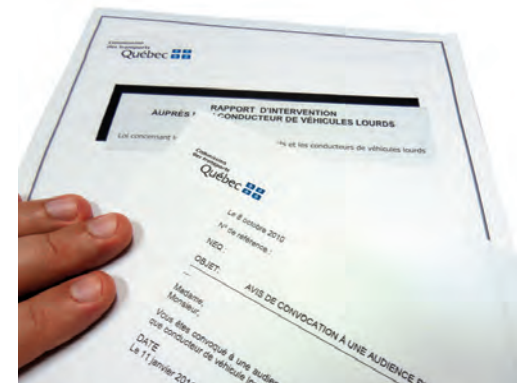 Commission
des transports
Québec
RAPPORT D'INTERVENTION
AUPRÈS CONDUCTEUR DE VÉHICULES LOURDS
Loi concernant et les conducteurs de véhicules lourds
Commission
des transports
Québec
Le 8 octobre 2010
N° de référence :
NEQ :
OBJET: AVIS DE CONVOCATION À UNE AUDIENCE
Madame,
Monsieur,
Vous êtes convoqué à une
que conducteur de véhicule
DATE
Le 11 janvier